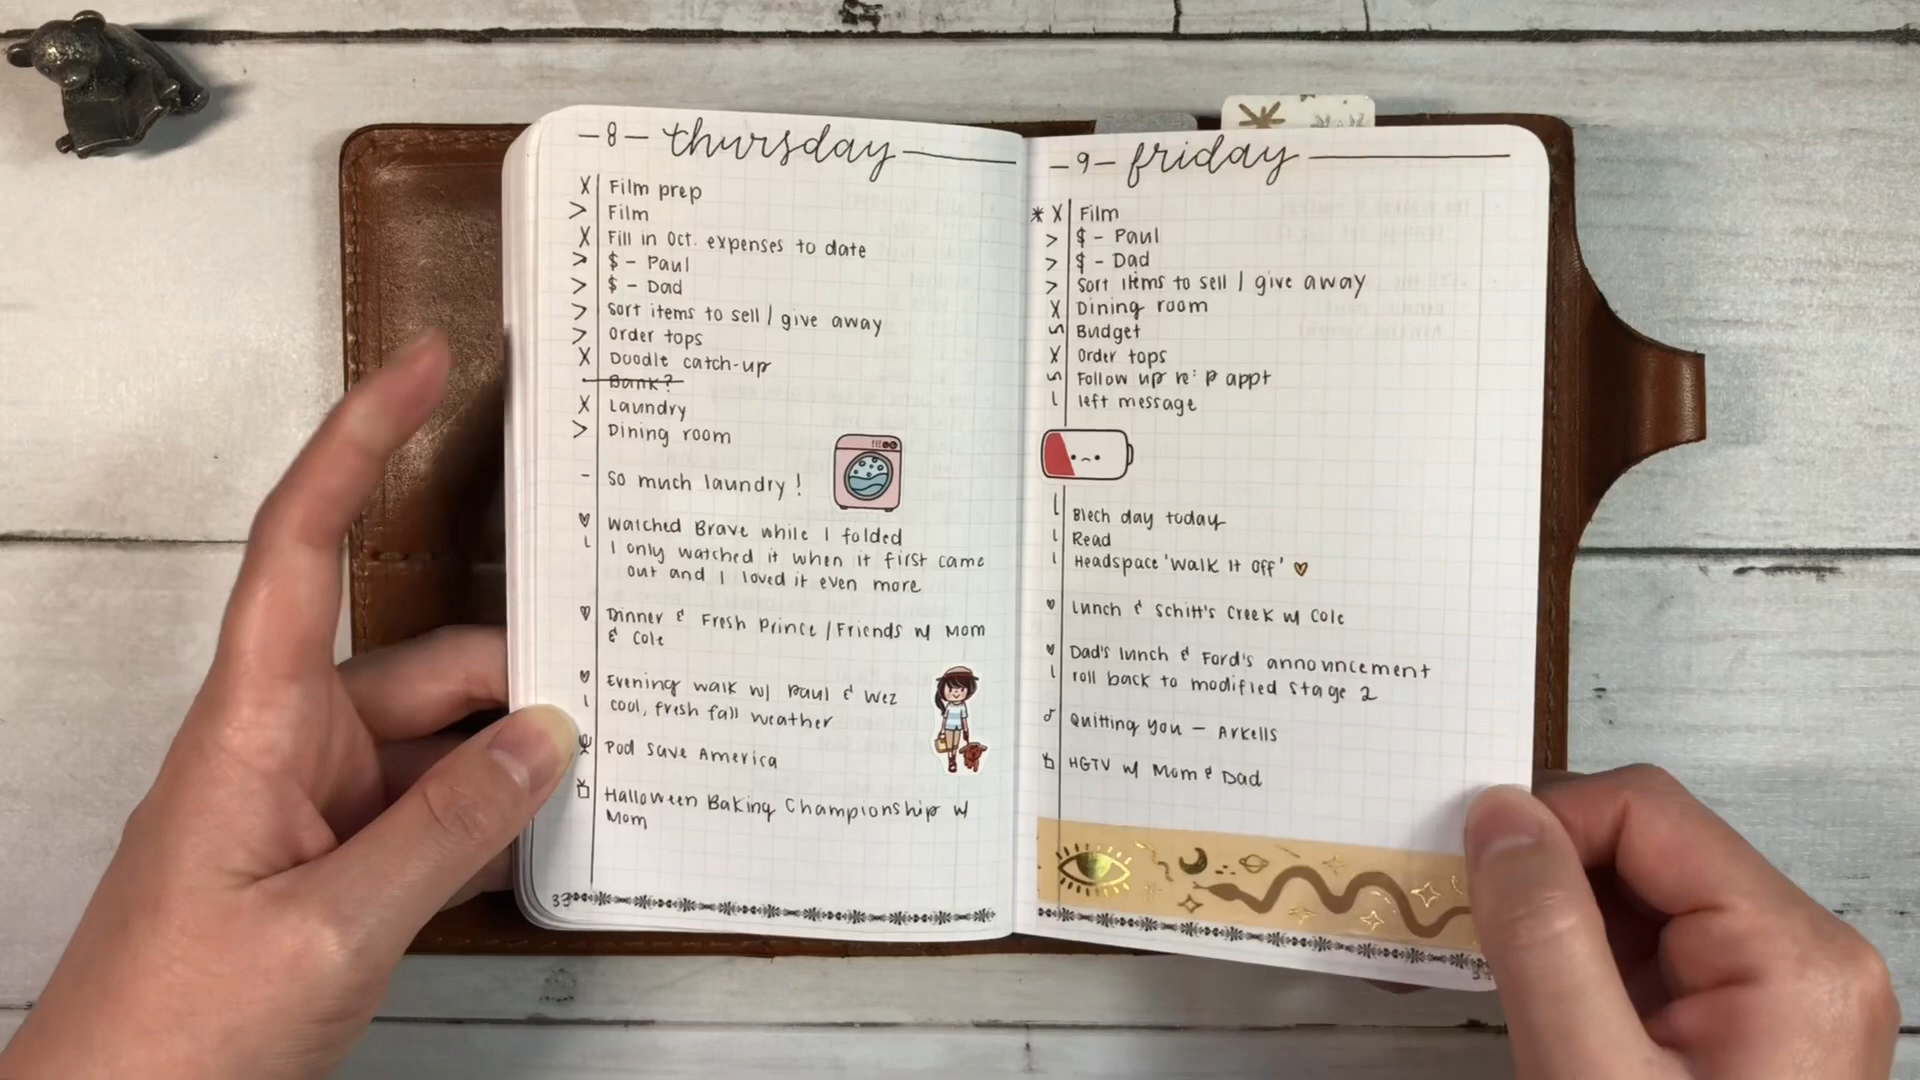 -8- thursday
X Film prep
> Film
X Fill in Oct. expenses to date
> $ - Paul
> $ - Dad
> Sort items to sell / give away
> Order tops
X Doodle catch-up
Bank?
X Laundry
> Dining room
- So much laundry!
♡ Watched Brave while I folded
I only watched it when it first came
out and I loved it even more
♡ Dinner & Fresh Prince / Friends w/ Mom
& Cole
♡ Evening walk w/ Paul & Wez
cool, fresh fall weather
Pod Save America
Halloween Baking Championship w/
Mom
33
-9- friday
* X Film
> $ - Paul
> $ - Dad
> Sort items to sell / give away
X Dining room
Budget
X Order tops
Follow up re: P appt
left message
Blech day today
Read
Headspace 'Walk It Off' ♡
♡ Lunch & Schitt's Creek w/ Cole
♡ Dad's lunch & Ford's announcement
roll back to modified Stage 2
♪ Quitting you - Arkells
HGTV w/ Mom & Dad